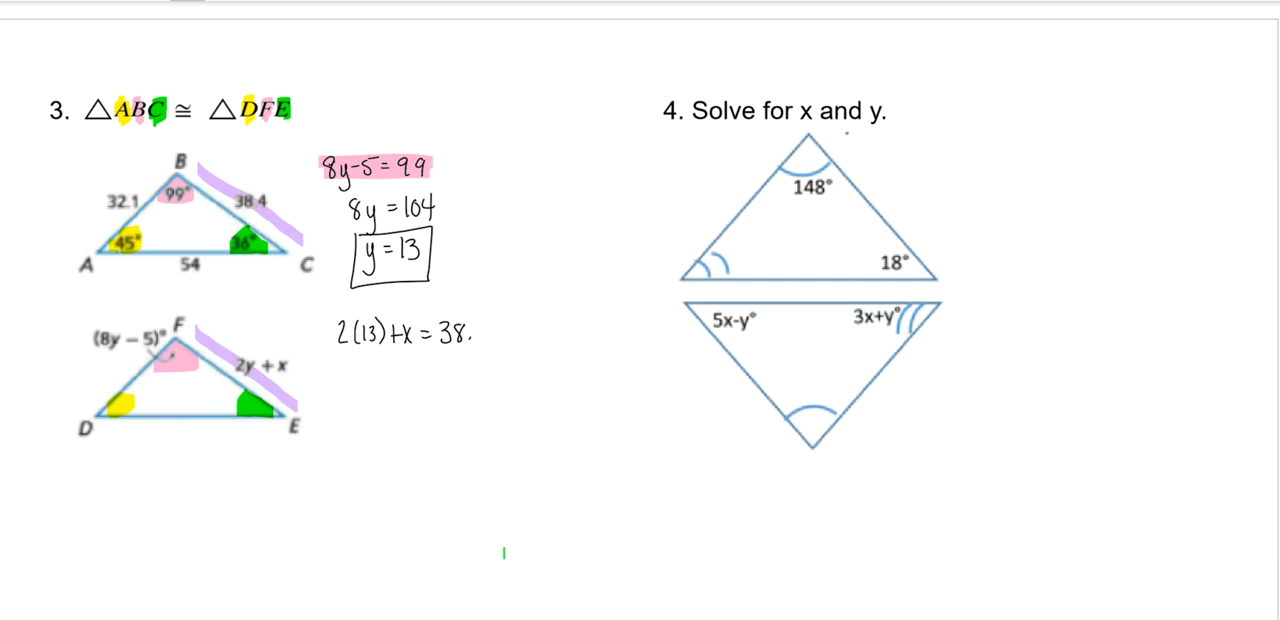 3. △ABC ≅ △DFE
B
32.1
99°
38.4
45°
36°
A
54
C
(8y – 5)°
F
2y + x
D
E
8y-5=99
8y = 104
y = 13
2(13)+x = 38.
4. Solve for x and y.
148°
18°
5x-y°
3x+y°